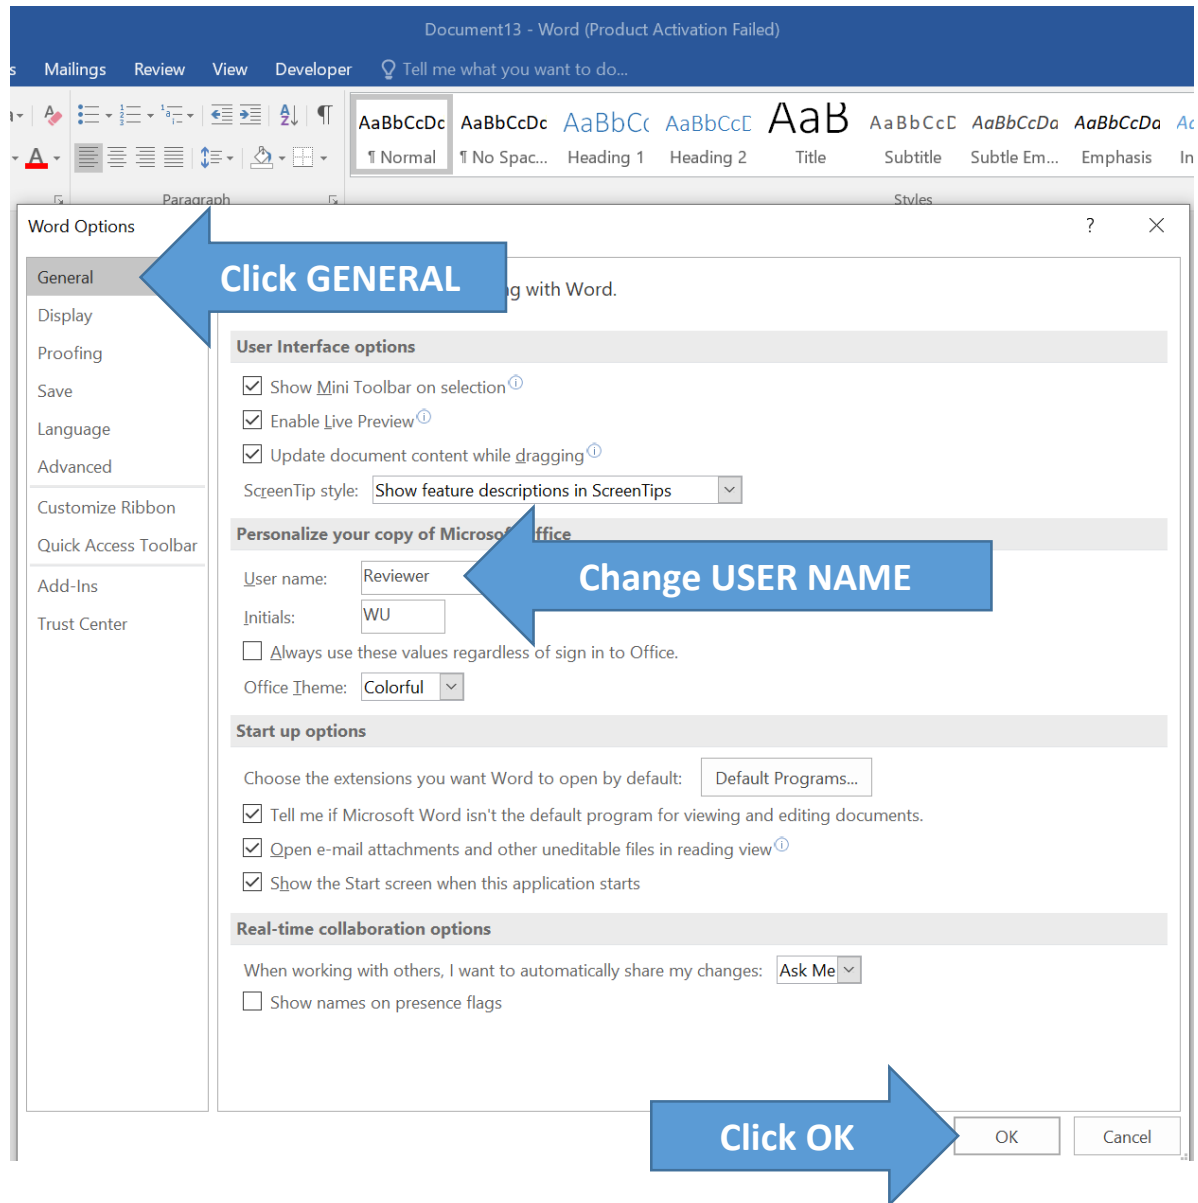 Document13 - Word (Product Activation Failed)
s Mailings Review View Developer Tell me what you want to do...
AaBbCcDc AaBbCcDc AaBbCc AaBbCcD AaB AaBbCcD AaBbCcDa AaBbCcDa
¶ Normal ¶ No Spac... Heading 1 Heading 2 Title Subtitle Subtle Em... Emphasis In
Paragraph Styles
Word Options
General
Click GENERAL
ng with Word.
Display
Proofing
Save
Language
Advanced
Customize Ribbon
Quick Access Toolbar
Add-Ins
Trust Center
User Interface options
Show Mini Toolbar on selection
Enable Live Preview
Update document content while dragging
ScreenTip style: Show feature descriptions in ScreenTips
Personalize your copy of Microsoft Office
User name: Reviewer
Change USER NAME
Initials: WU
Always use these values regardless of sign in to Office.
Office Theme: Colorful
Start up options
Choose the extensions you want Word to open by default: Default Programs...
Tell me if Microsoft Word isn't the default program for viewing and editing documents.
Open e-mail attachments and other uneditable files in reading view
Show the Start screen when this application starts
Real-time collaboration options
When working with others, I want to automatically share my changes: Ask Me
Show names on presence flags
Click OK
OK Cancel